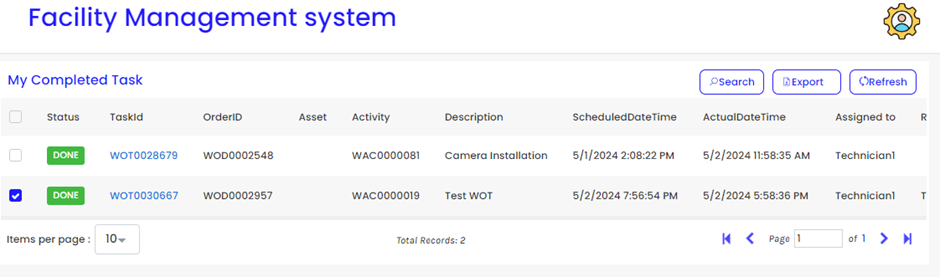 Facility Management system
My Completed Task
Search Export Refresh
Status TaskId OrderID Asset Activity Description ScheduledDateTime ActualDateTime Assigned to R
DONE WOT0028679 WOD0002548 WAC0000081 Camera Installation 5/1/2024 2:08:22 PM 5/2/2024 11:58:35 AM Technician1
DONE WOT0030667 WOD0002957 WAC0000019 Test WOT 5/2/2024 7:56:54 PM 5/2/2024 5:58:36 PM Technician1 T
Items per page : 10 Total Records: 2 Page 1 of 1